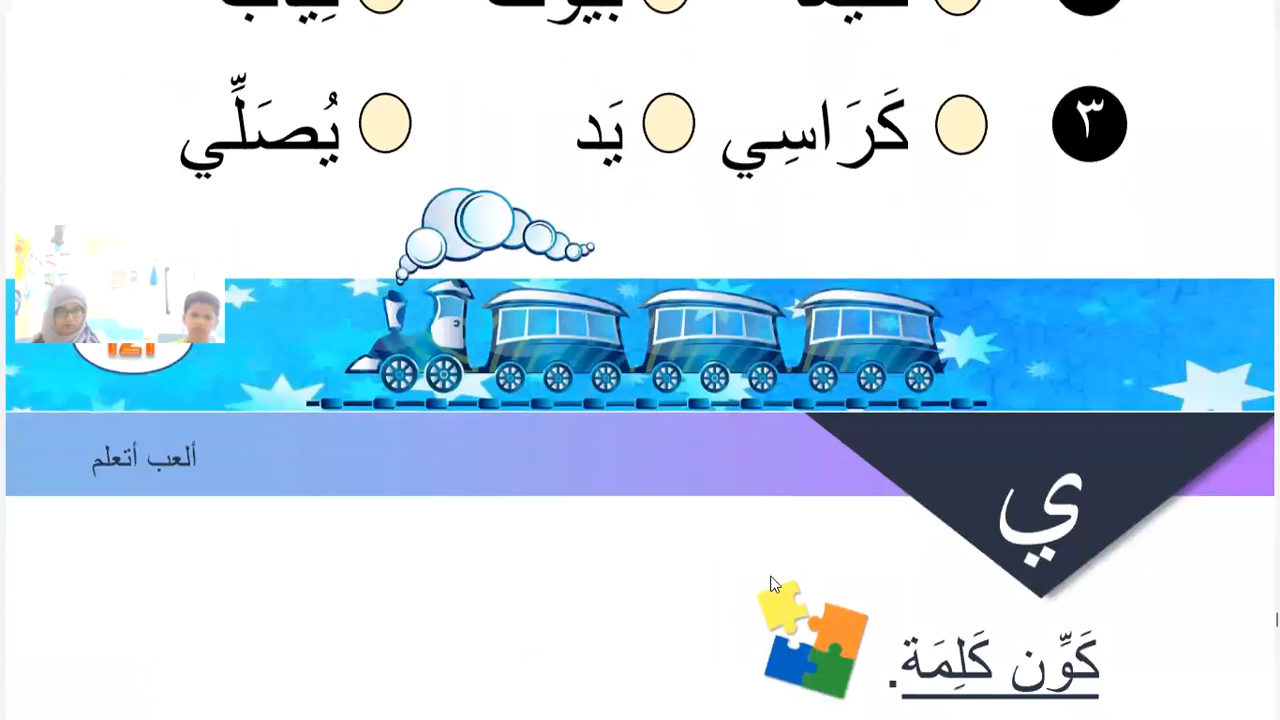 ٣ كَرَاسِي يَد يُصَلِّي
ألعب أتعلم
ي
كَوِّن كَلِمَة.